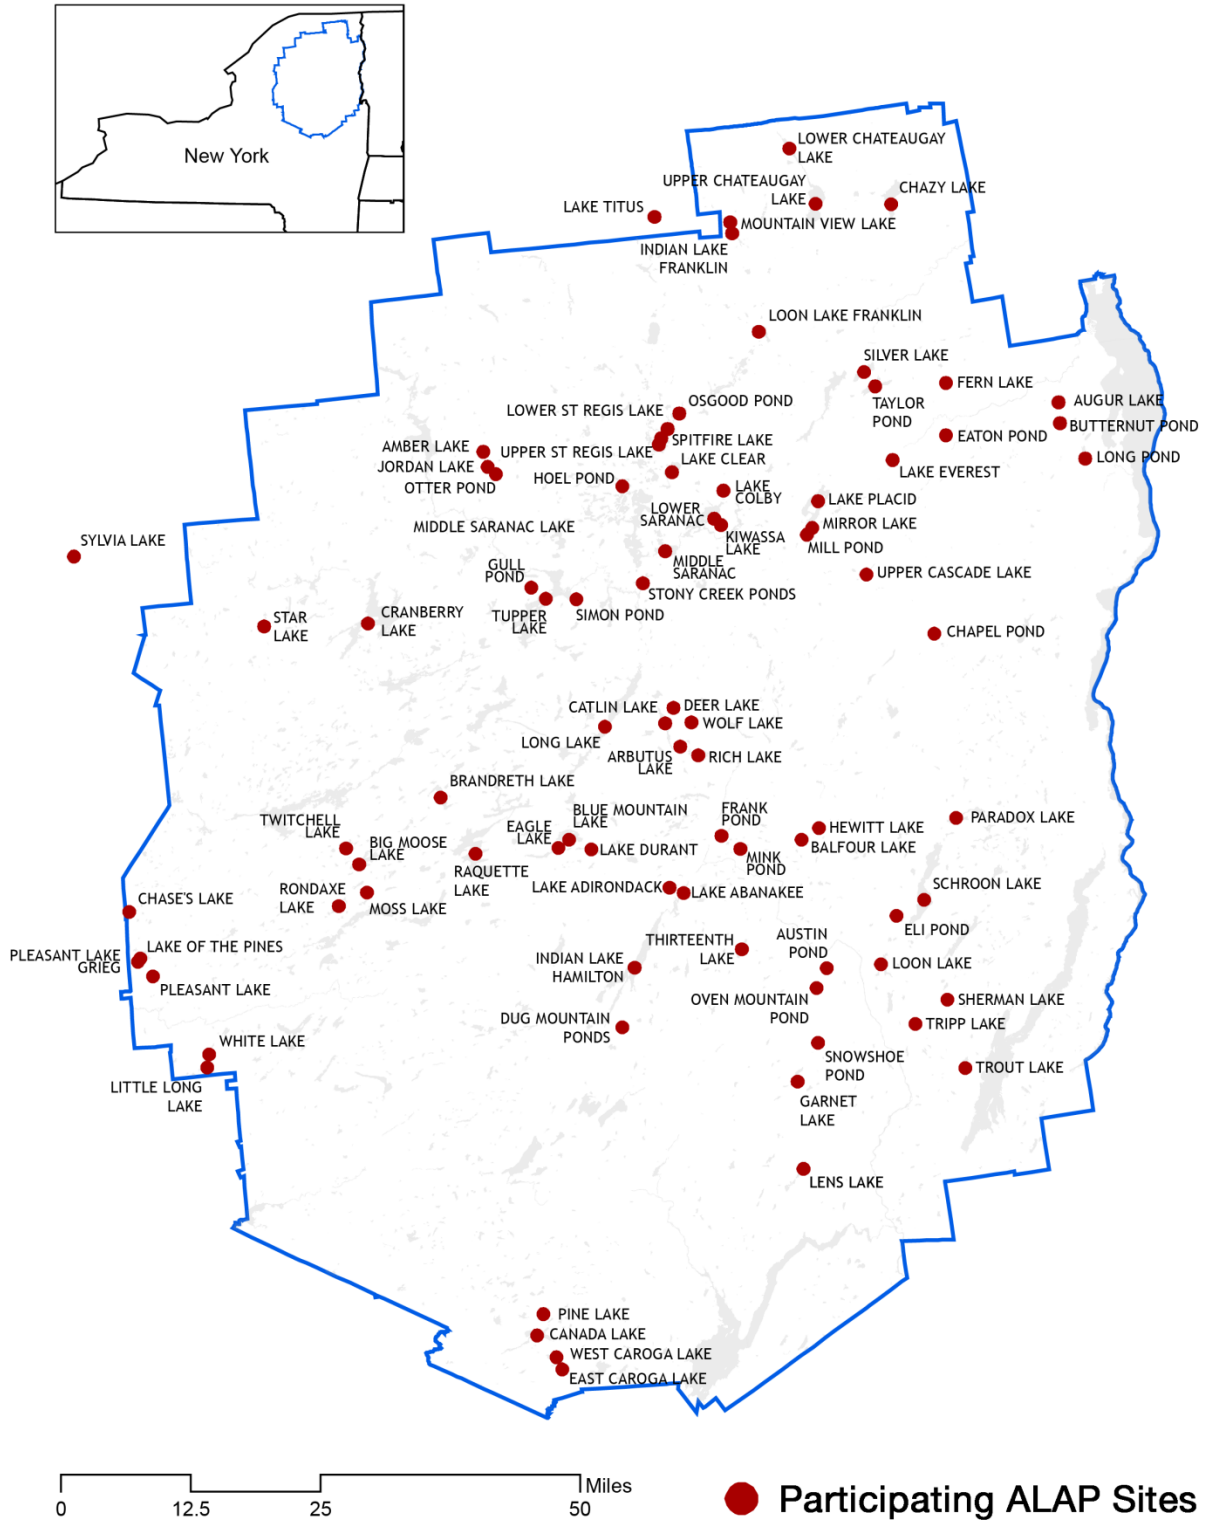 New York
LOWER CHATEAUGAY
LAKE
UPPER CHATEAUGAY
LAKE
CHAZY LAKE
LAKE TITUS
MOUNTAIN VIEW LAKE
INDIAN LAKE
FRANKLIN
LOON LAKE FRANKLIN
SILVER LAKE
TAYLOR
POND
FERN LAKE
AUGUR LAKE
BUTTERNUT POND
EATON POND
LONG POND
LAKE EVEREST
OSGOOD POND
LOWER ST REGIS LAKE
SPITFIRE LAKE
UPPER ST REGIS LAKE
LAKE CLEAR
AMBER LAKE
JORDAN LAKE
OTTER POND
HOEL POND
LAKE
COLBY
LOWER
SARANAC
KIWASSA
LAKE
LAKE PLACID
MIRROR LAKE
MILL POND
MIDDLE SARANAC LAKE
MIDDLE
SARANAC
SYLVIA LAKE
GULL
POND
STONY CREEK PONDS
UPPER CASCADE LAKE
TUPPER
LAKE
SIMON POND
STAR
LAKE
CRANBERRY
LAKE
CHAPEL POND
CATLIN LAKE
DEER LAKE
WOLF LAKE
LONG LAKE
ARBUTUS
LAKE
RICH LAKE
BRANDRETH LAKE
TWITCHELL
LAKE
BIG MOOSE
LAKE
EAGLE
LAKE
BLUE MOUNTAIN
LAKE
LAKE DURANT
FRANK
POND
MINK
POND
HEWITT LAKE
BALFOUR LAKE
PARADOX LAKE
RAQUETTE
LAKE
RONDAXE
LAKE
MOSS LAKE
LAKE ADIRONDACK
LAKE ABANAKEE
SCHROON LAKE
ELI POND
CHASE'S LAKE
LAKE OF THE PINES
PLEASANT LAKE
GRIEG
PLEASANT LAKE
THIRTEENTH
LAKE
AUSTIN
POND
LOON LAKE
INDIAN LAKE
HAMILTON
OVEN MOUNTAIN
POND
SHERMAN LAKE
DUG MOUNTAIN
PONDS
TRIPP LAKE
WHITE LAKE
LITTLE LONG
LAKE
SNOWSHOE
POND
TROUT LAKE
GARNET
LAKE
LENS LAKE
PINE LAKE
CANADA LAKE
WEST CAROGA LAKE
EAST CAROGA LAKE
Miles
0 12.5 25 50
Participating ALAP Sites